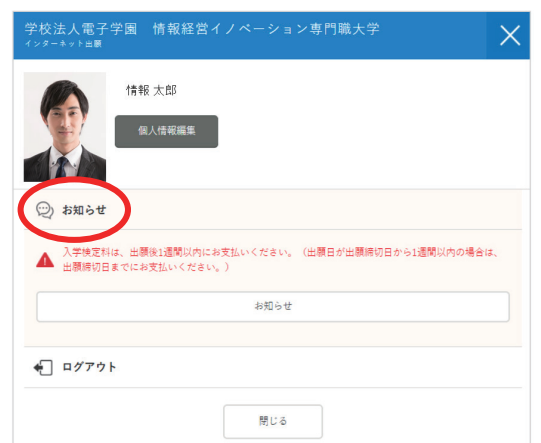 学校法人電子学園　情報経営イノベーション専門職大学
インターネット出願
情報 太郎
個人情報編集
お知らせ
入学検定料は、出願後1週間以内にお支払いください。（出願日が出願締切日から1週間以内の場合は、
出願締切日までにお支払いください。）
お知らせ
ログアウト
閉じる